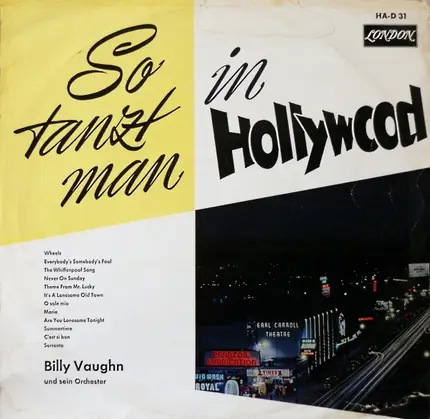 HA-D 31
LONDON
So
tanzt
man
in
Hollywood
Wheels
Everybody's Somebody's Fool
The Whiffenpoof Song
Never On Sunday
Theme From Mr. Lucky
It's A Lonesome Old Town
O sole mio
Maria
Are You Lonesome Tonight
Summertime
C'est si bon
Sorrento
Billy Vaughn
und sein Orchester
EARL CARROLL
THEATRE
ROYAL